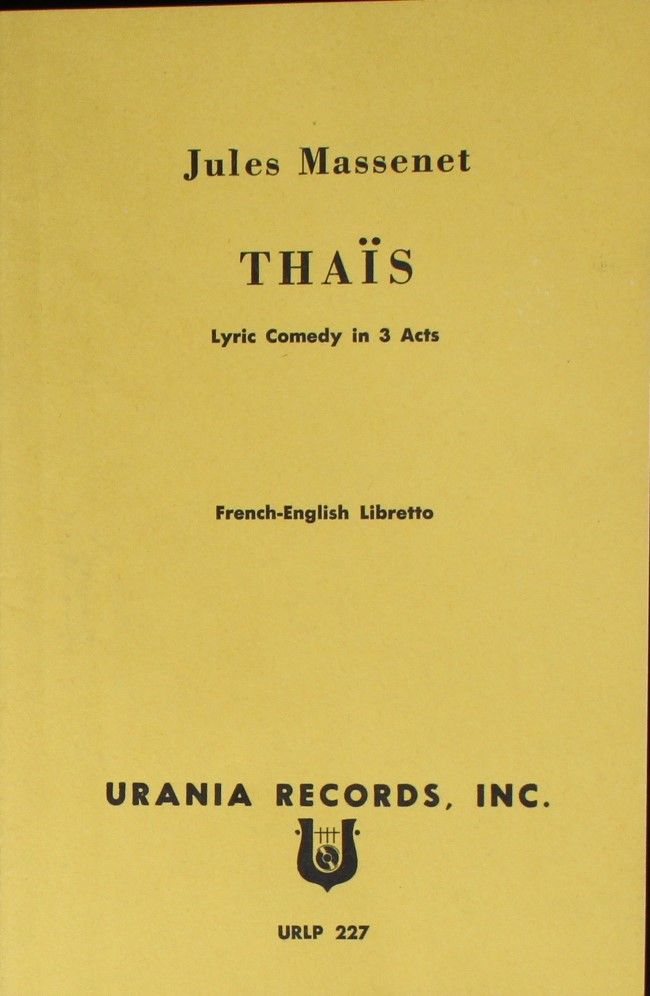 Jules Massenet
THAÏS
Lyric Comedy in 3 Acts
French-English Libretto
URANIA RECORDS, INC.
URLP 227